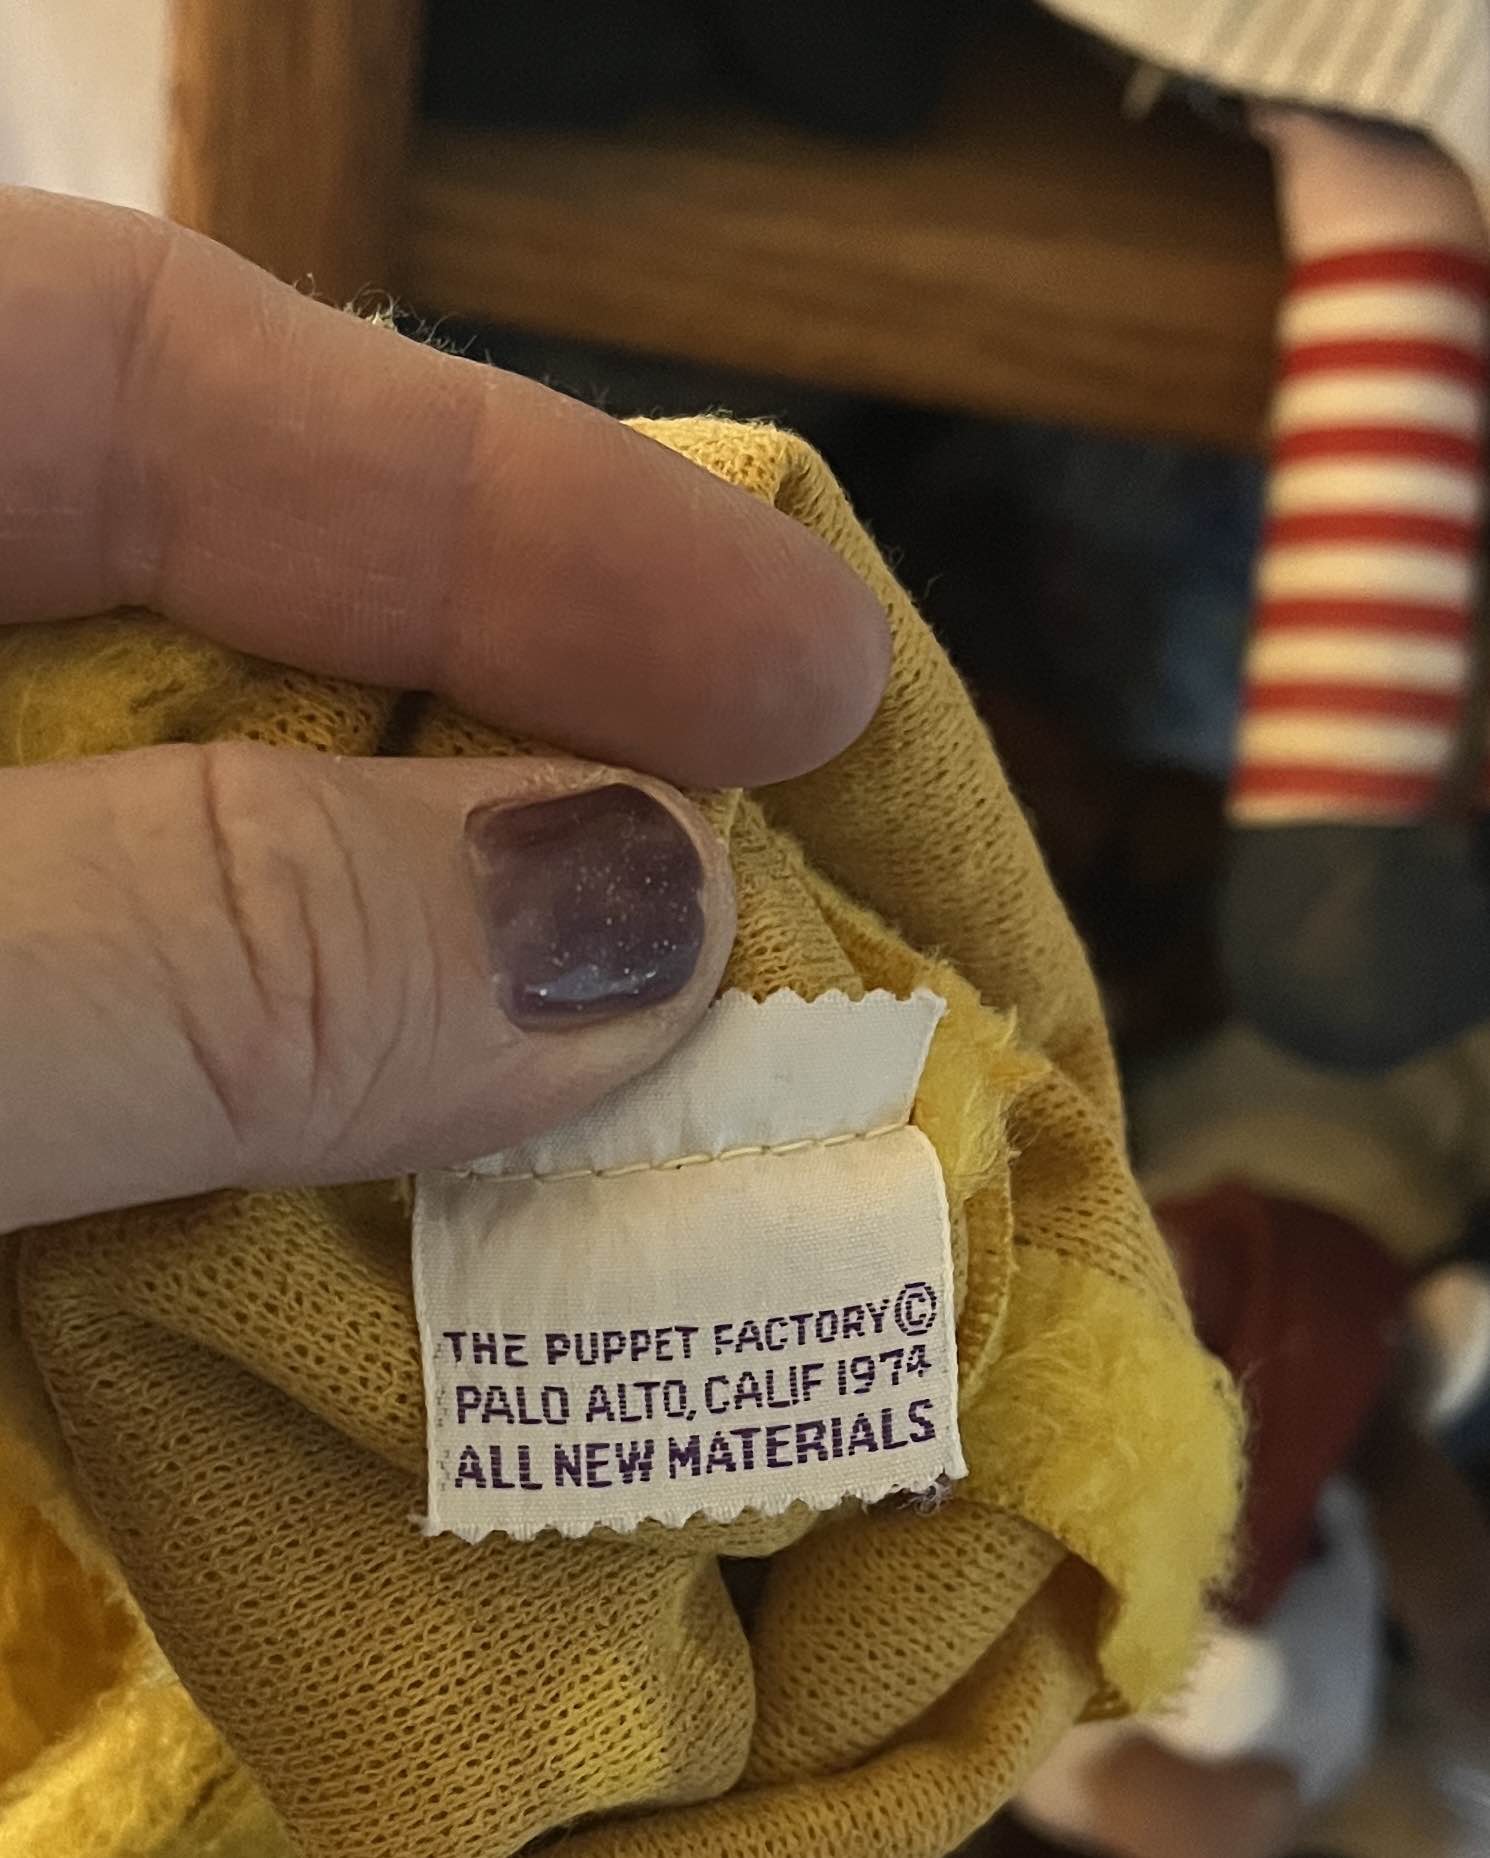 THE PUPPET FACTORY©
PALO ALTO, CALIF 1974
ALL NEW MATERIALS